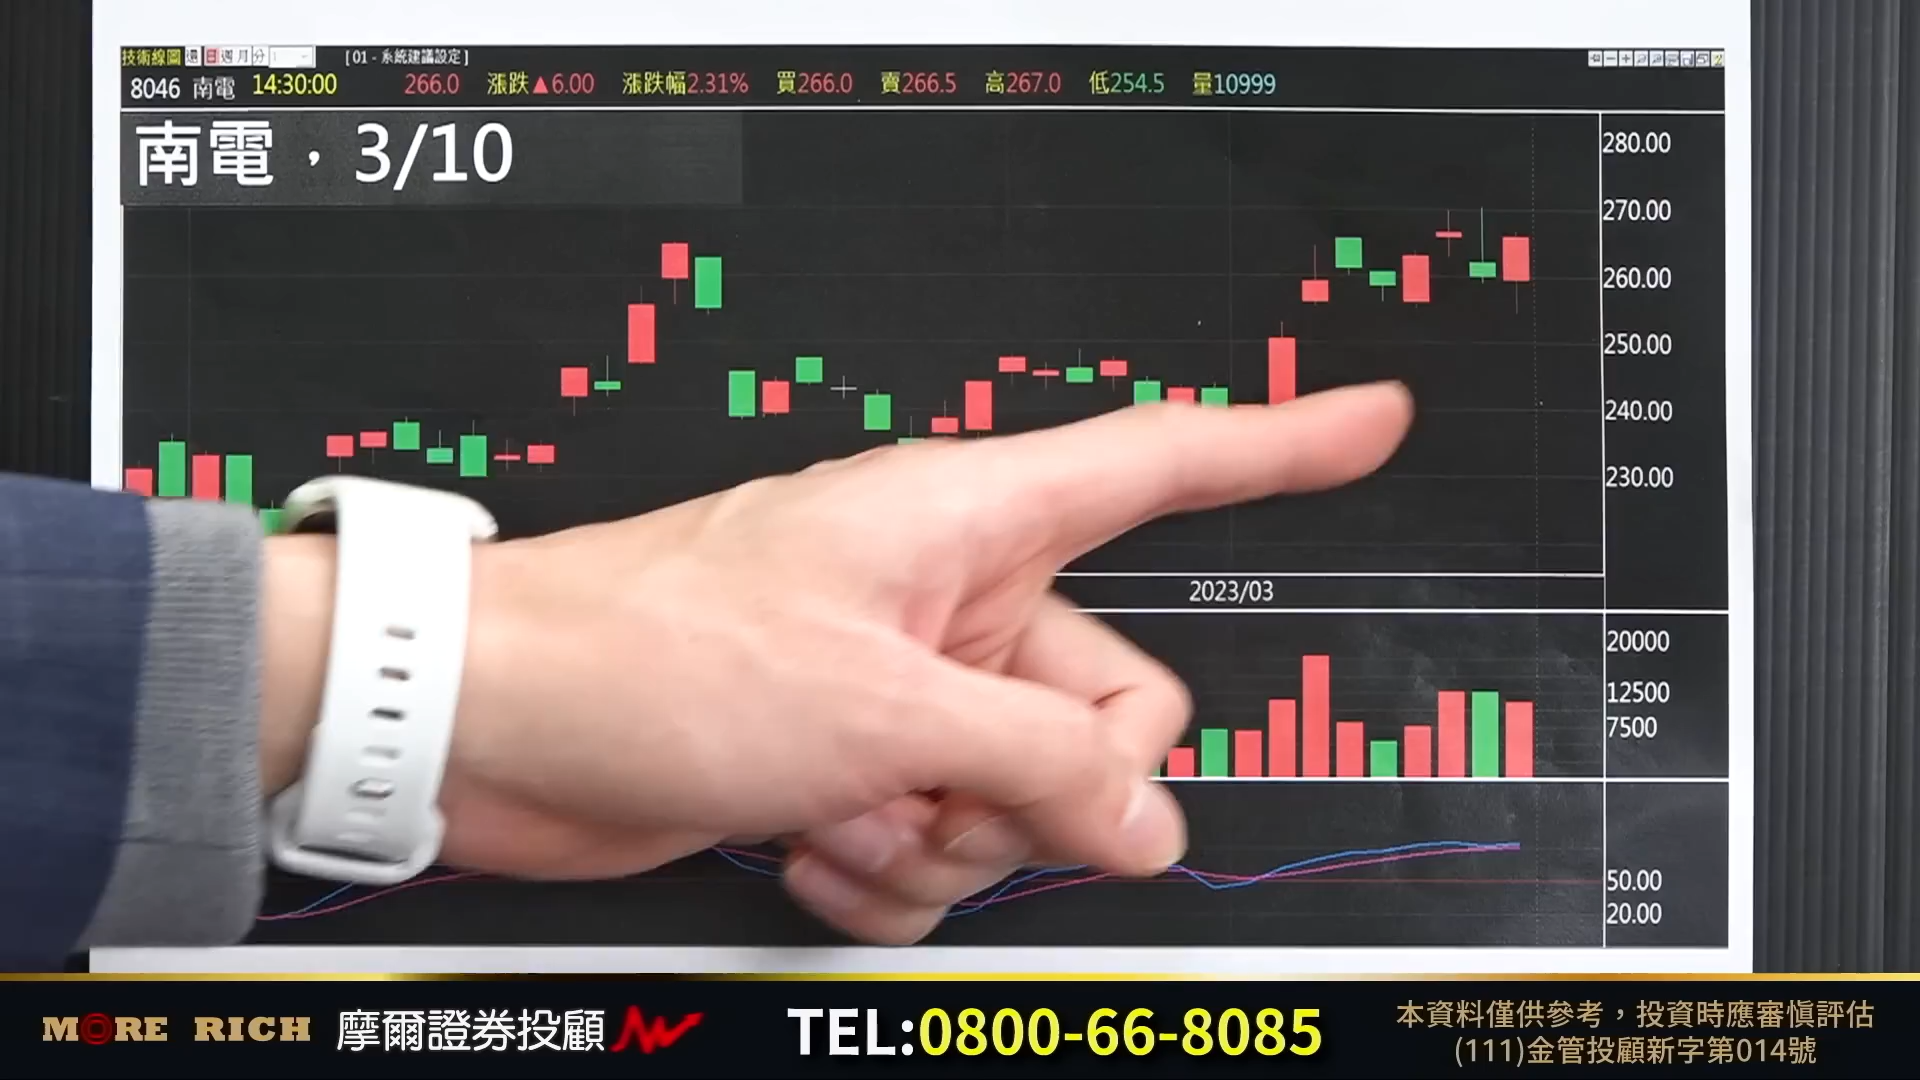 技術線圖 還 日 週 月 分 [ 01 - 系統建議設定 ]
8046 南電 14:30:00 266.0 漲跌▲6.00 漲跌幅2.31% 買266.0 賣266.5 高267.0 低254.5 量10999
南電，3/10
280.00
270.00
260.00
250.00
240.00
230.00
2023/03
20000
12500
7500
50.00
20.00
MORE RICH 摩爾證券投顧 TEL:0800-66-8085 本資料僅供參考，投資時應審慎評估
(111)金管投顧新字第014號